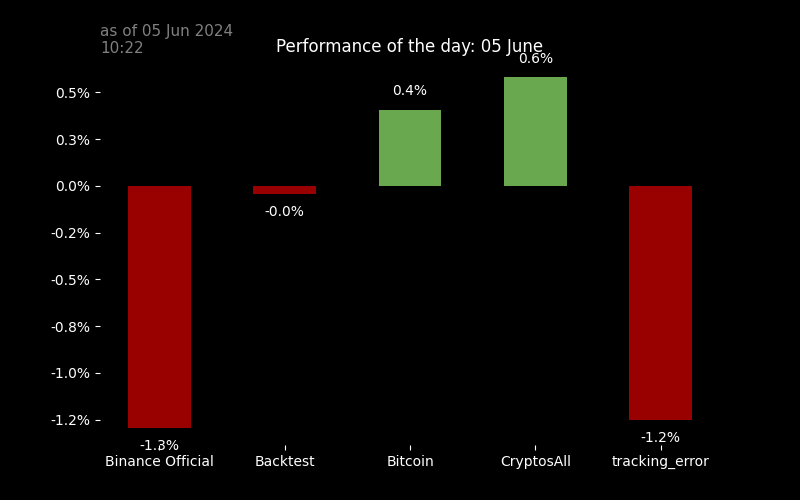 as of 05 Jun 2024
10:22
Performance of the day: 05 June
0.6%
0.4%
0.5%
0.3%
0.0%
-0.0%
-0.2%
-0.5%
-0.8%
-1.0%
-1.2%
-1.3%
-1.2%
Binance Official
Backtest
Bitcoin
CryptosAll
tracking_error